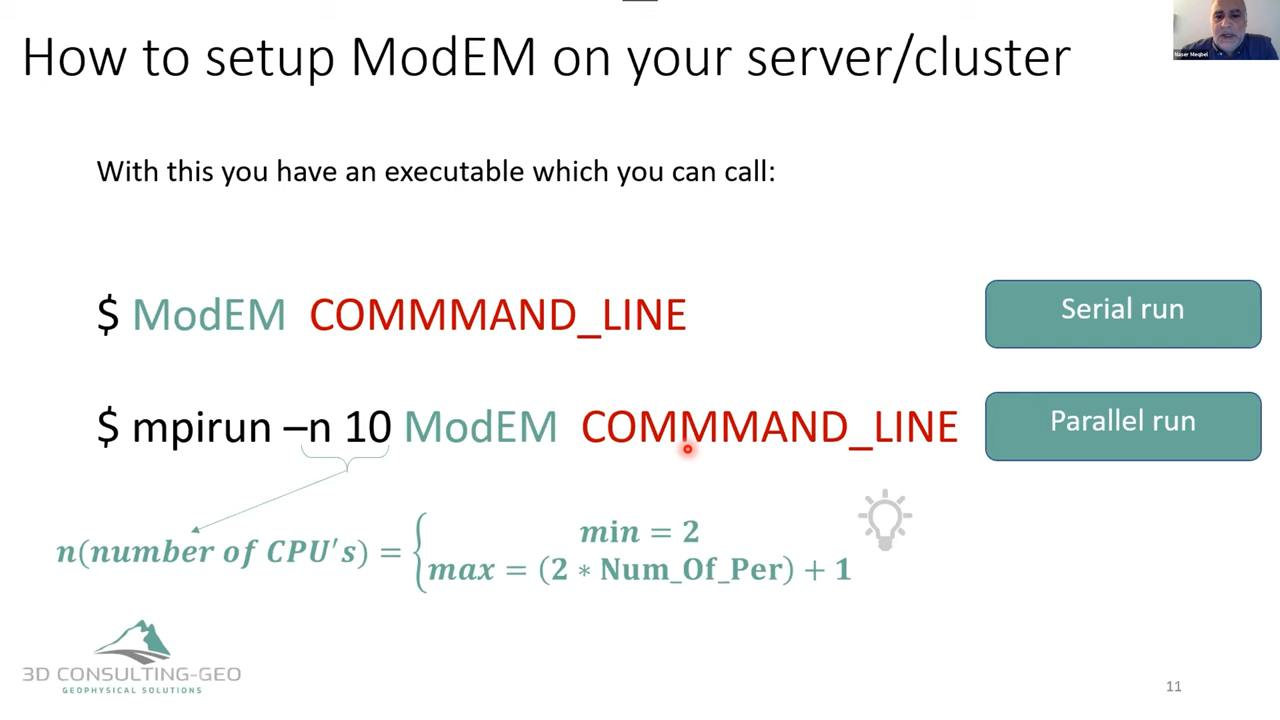 How to setup ModEM on your server/cluster
Naser Meqbel
With this you have an executable which you can call:
$ ModEM COMMMAND_LINE
Serial run
$ mpirun –n 10 ModEM COMMMAND_LINE
Parallel run
n(number of CPU's) = { min = 2
max = (2 * Num_Of_Per) + 1
3D CONSULTING-GEO
GEOPHYSICAL SOLUTIONS
11